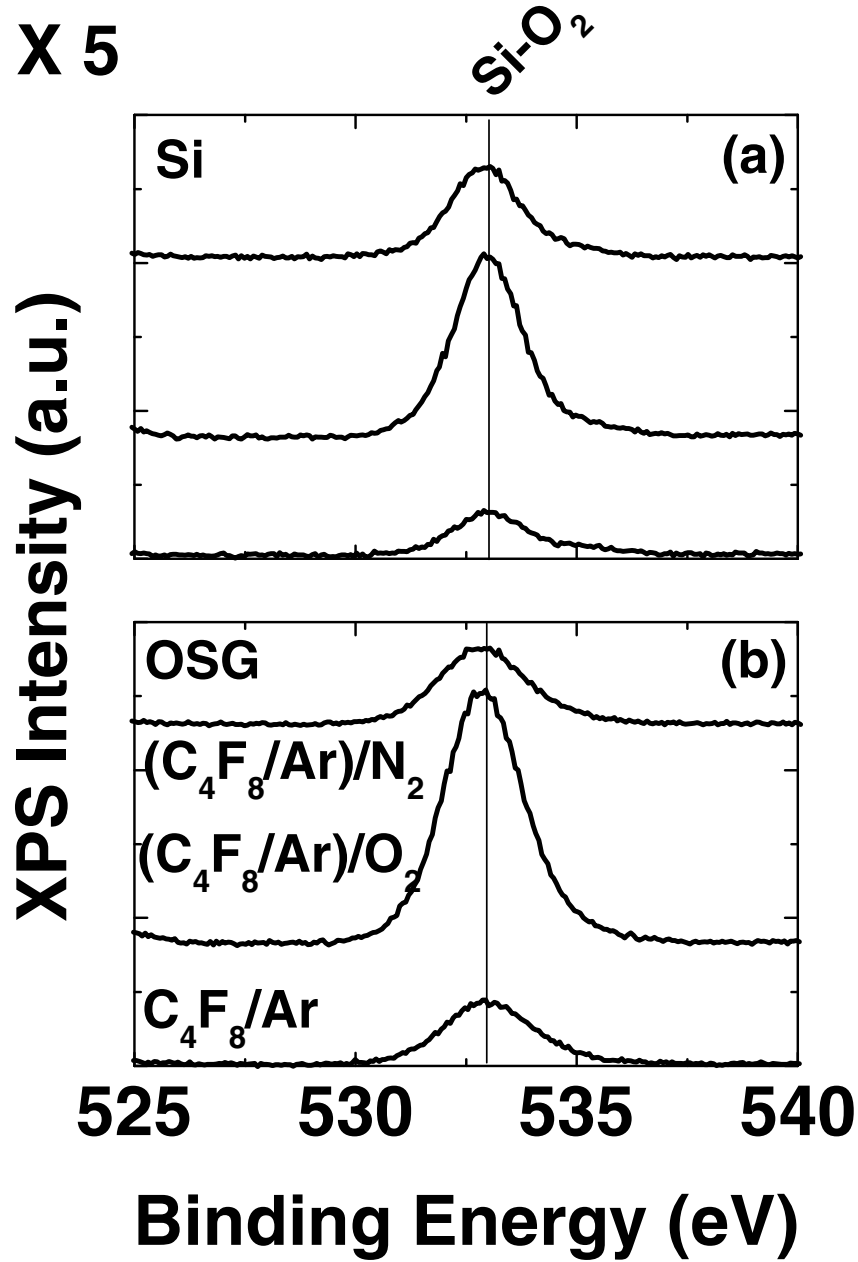 X 5
Si-O₂
Si
(a)
OSG
(b)
(C₄F₈/Ar)/N₂
(C₄F₈/Ar)/O₂
C₄F₈/Ar
XPS Intensity (a.u.)
525 530 535 540
Binding Energy (eV)